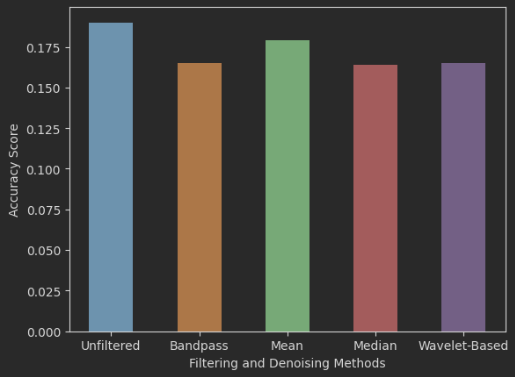 0.175
0.150
0.125
0.100
0.075
0.050
0.025
0.000
Accuracy Score
Unfiltered Bandpass Mean Median Wavelet-Based
Filtering and Denoising Methods